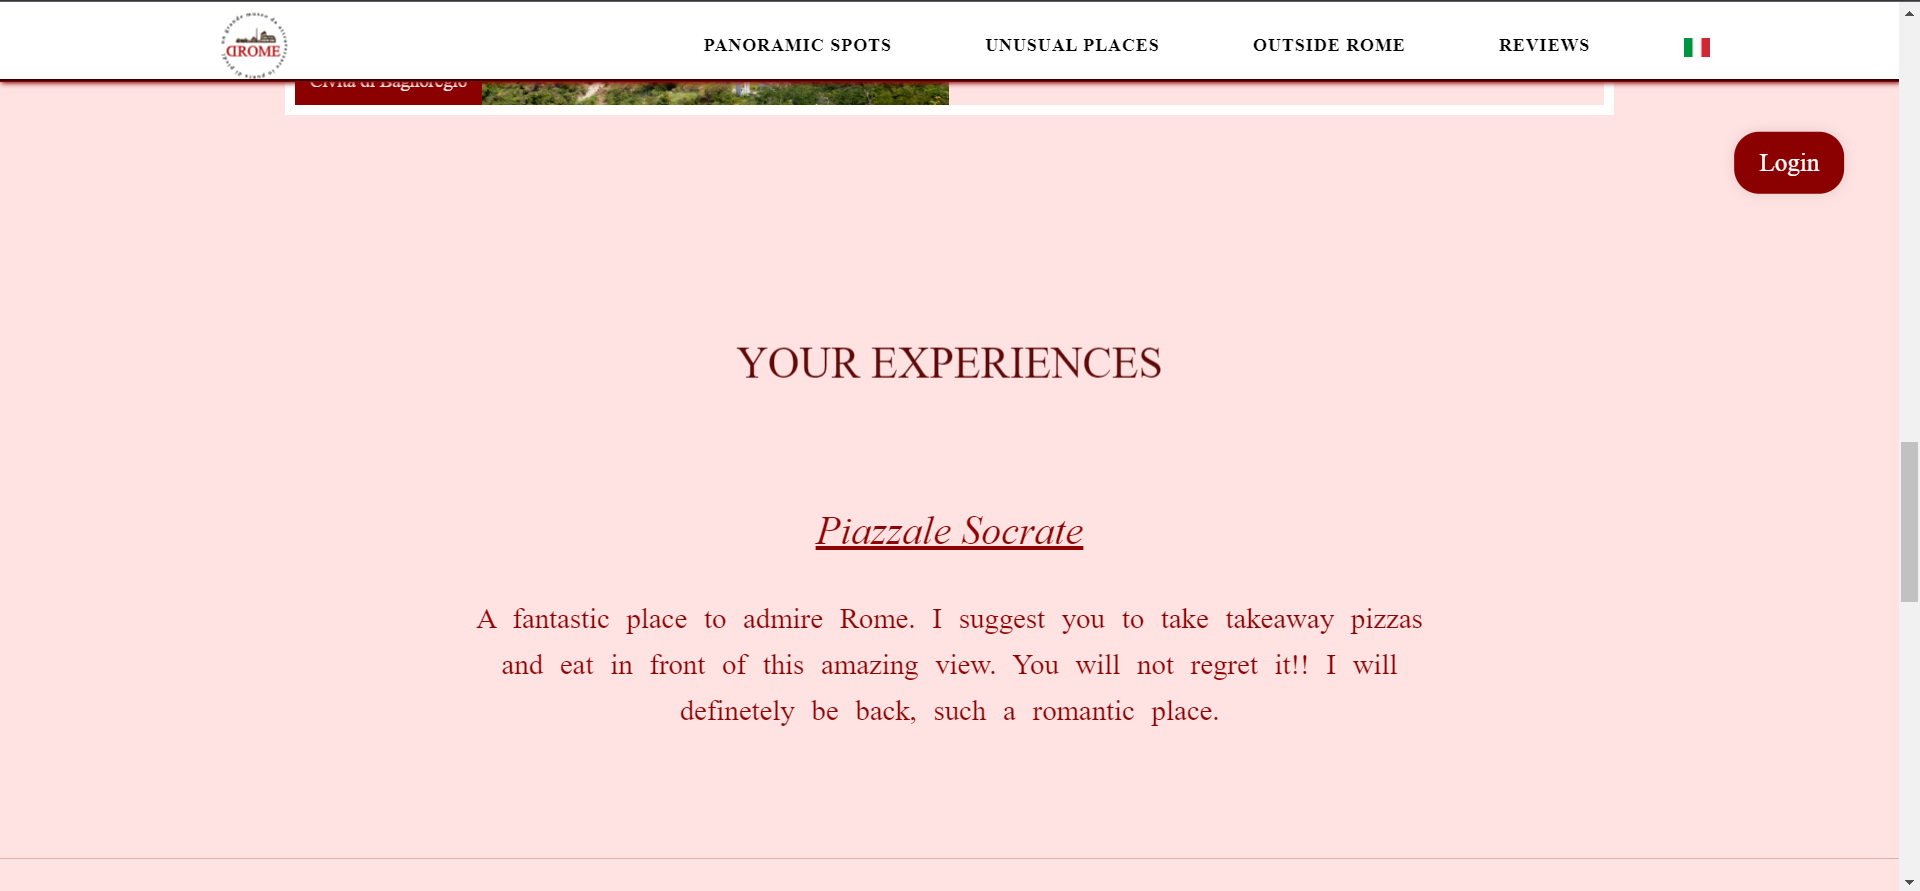 DROME
PANORAMIC SPOTS
UNUSUAL PLACES
OUTSIDE ROME
REVIEWS
Civita di Bagnoregio
Login
YOUR EXPERIENCES
Piazzale Socrate
A fantastic place to admire Rome. I suggest you to take takeaway pizzas
and eat in front of this amazing view. You will not regret it!! I will
definetely be back, such a romantic place.